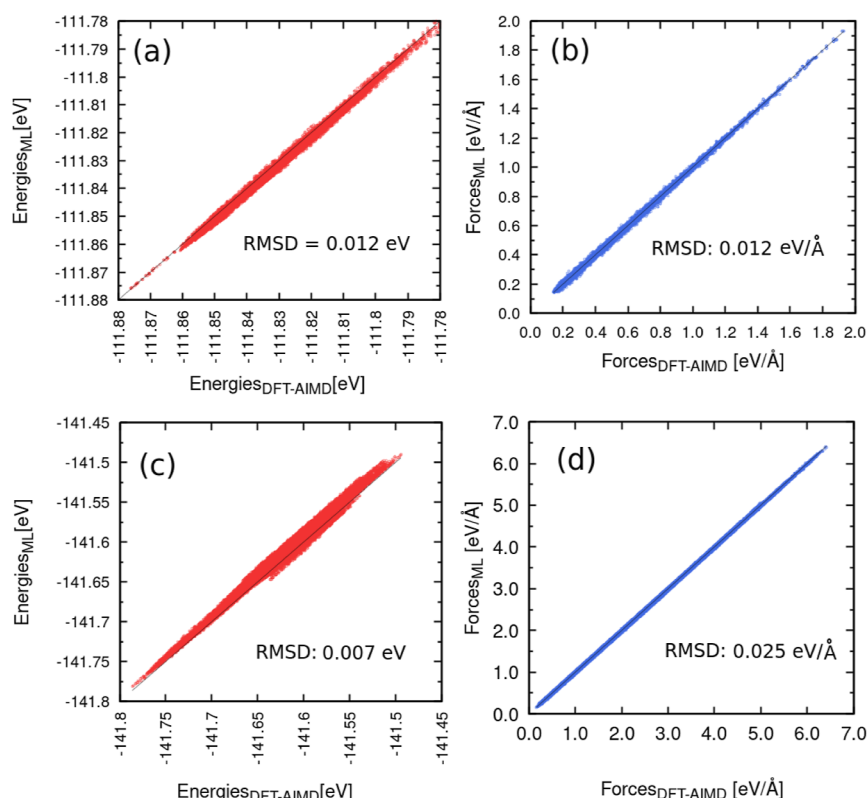 (a)
Energies_ML[eV]
-111.78
-111.79
-111.8
-111.81
-111.82
-111.83
-111.84
-111.85
-111.86
-111.87
-111.88
RMSD = 0.012 eV
-111.88 -111.87 -111.86 -111.85 -111.84 -111.83 -111.82 -111.81 -111.8 -111.79 -111.78
Energies_DFT-AIMD[eV]
(b)
Forces_ML [eV/Å]
2.0
1.8
1.6
1.4
1.2
1.0
0.8
0.6
0.4
0.2
0.0
RMSD: 0.012 eV/Å
0.0 0.2 0.4 0.6 0.8 1.0 1.2 1.4 1.6 1.8 2.0
Forces_DFT-AIMD [eV/Å]
(c)
Energies_ML[eV]
-141.45
-141.5
-141.55
-141.6
-141.65
-141.7
-141.75
-141.8
RMSD: 0.007 eV
-141.8 -141.75 -141.7 -141.65 -141.6 -141.55 -141.5 -141.45
Energies_DFT-AIMD[eV]
(d)
Forces_ML [eV/Å]
7.0
6.0
5.0
4.0
3.0
2.0
1.0
0.0
RMSD: 0.025 eV/Å
0.0 1.0 2.0 3.0 4.0 5.0 6.0 7.0
Forces_DFT-AIMD [eV/Å]